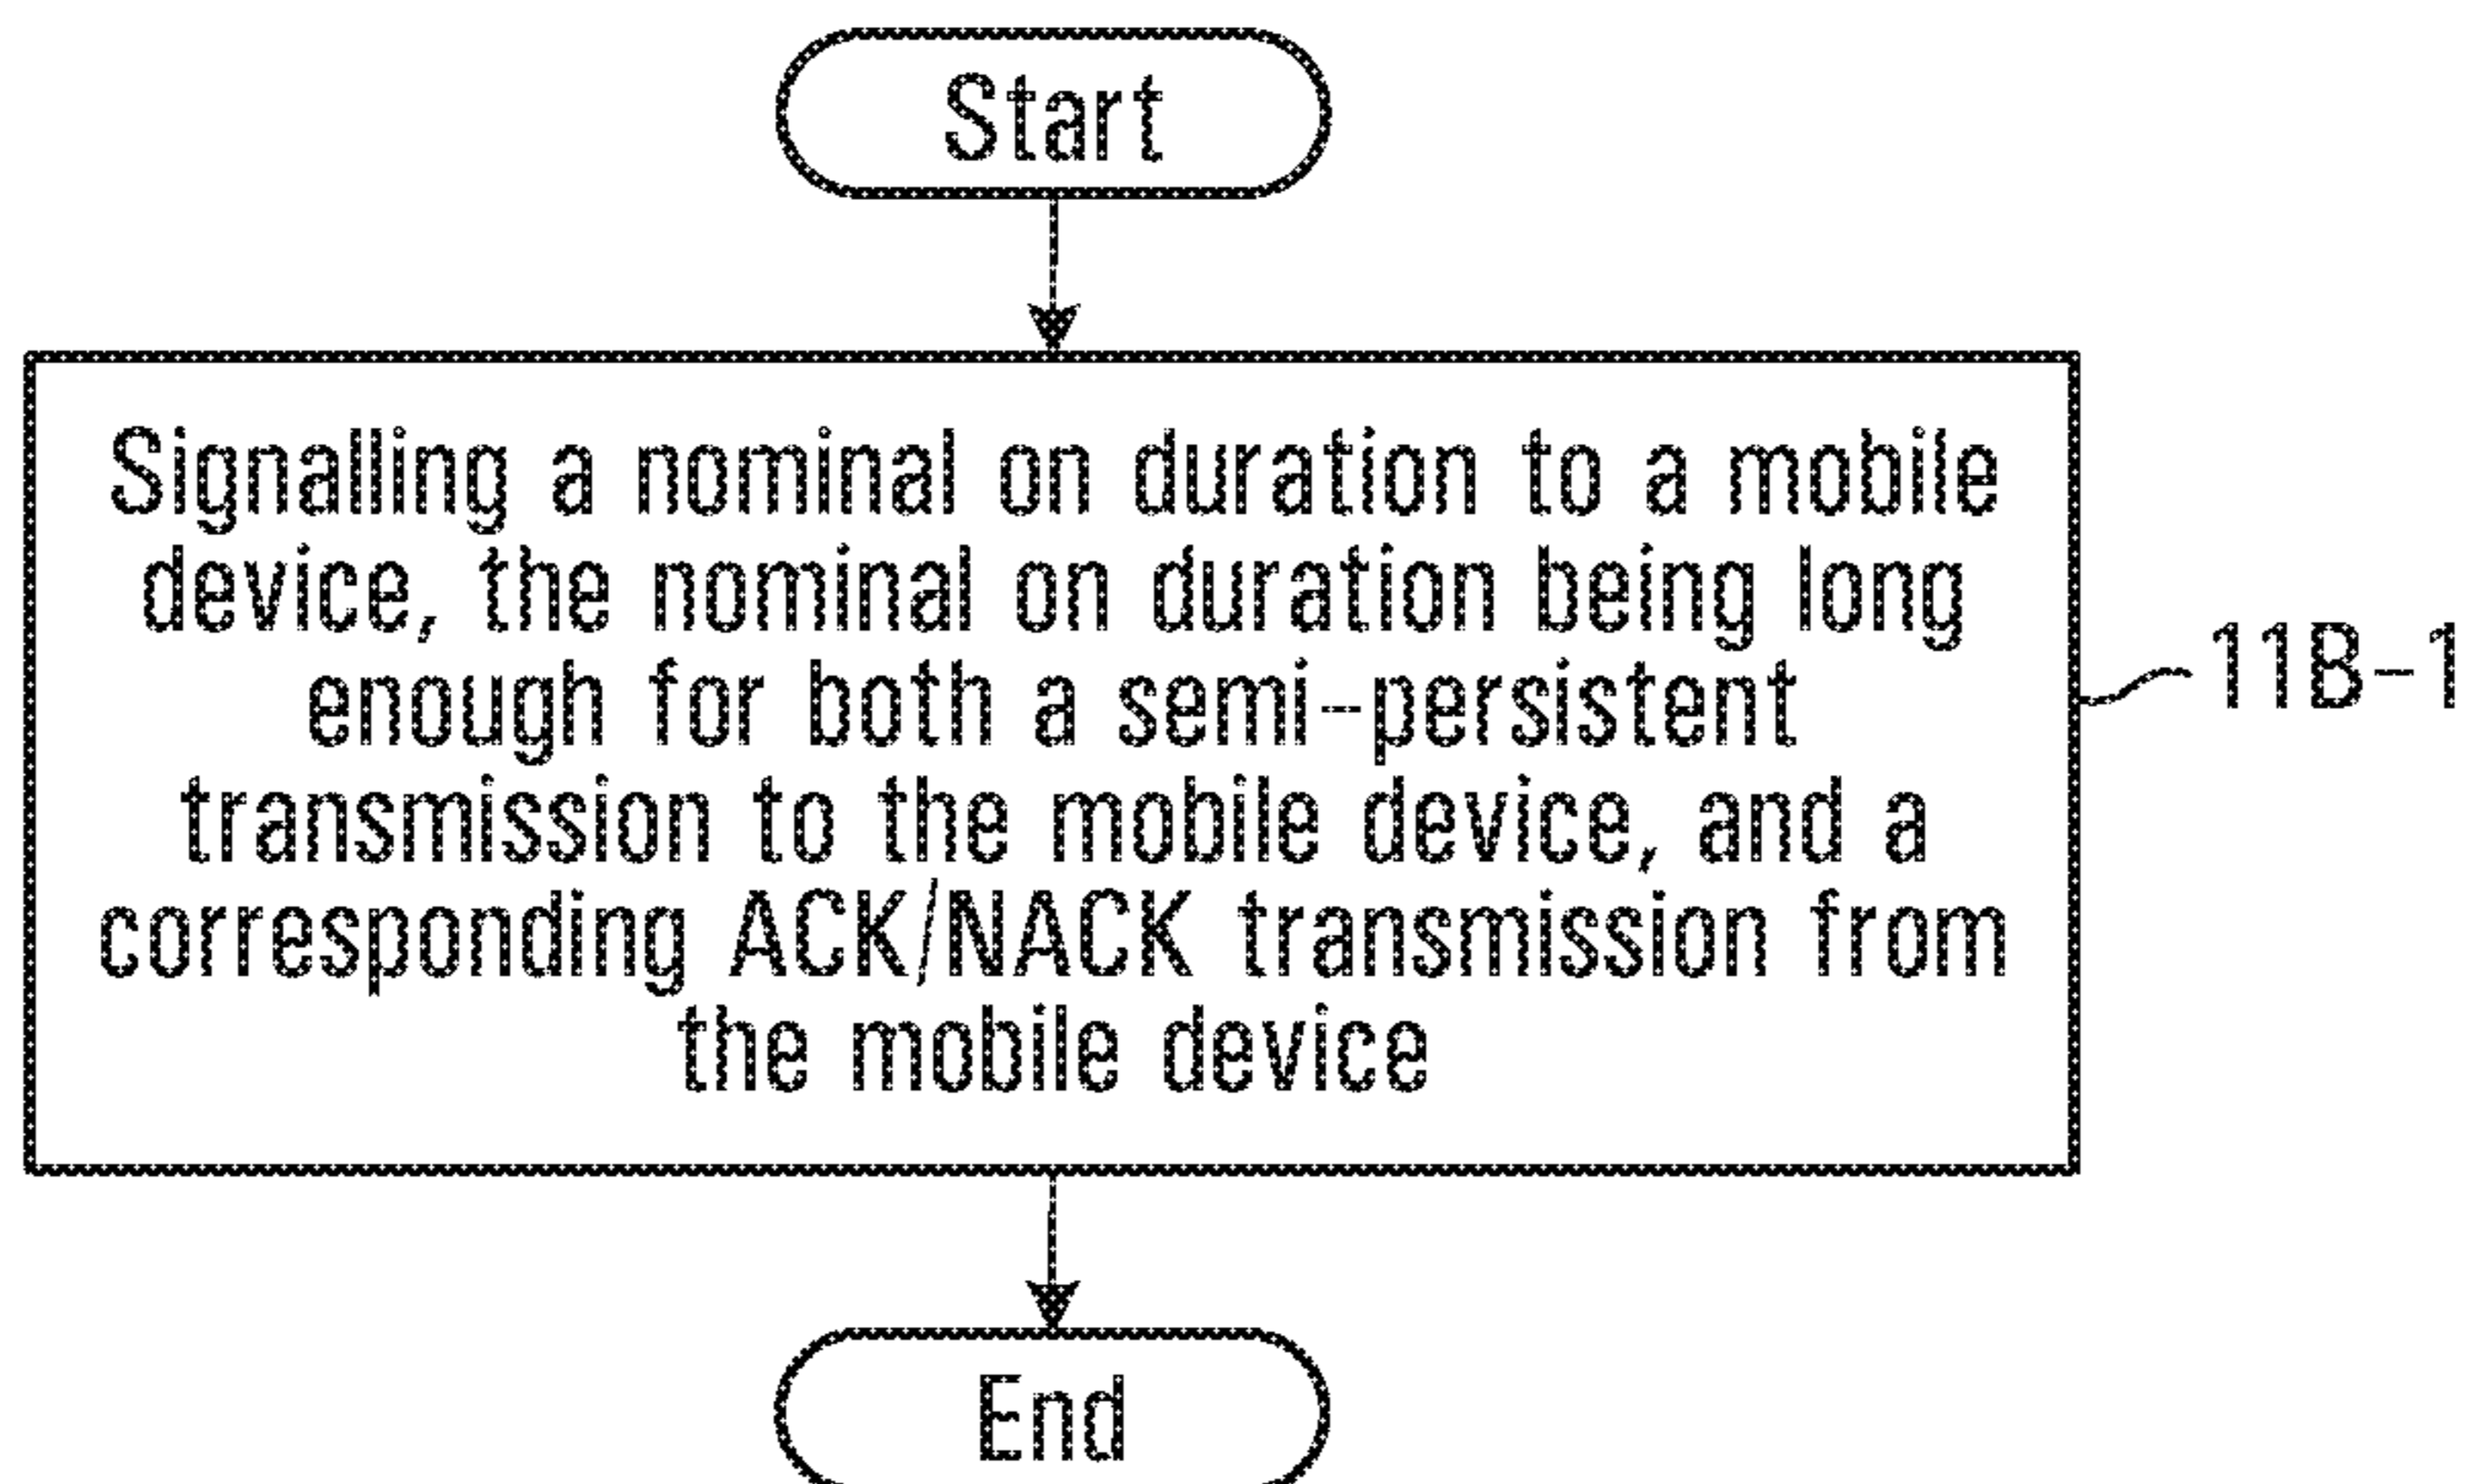 Start
Signalling a nominal on duration to a mobile
device, the nominal on duration being long
enough for both a semi-persistent
transmission to the mobile device, and a
corresponding ACK/NACK transmission from
the mobile device
11B-1
End